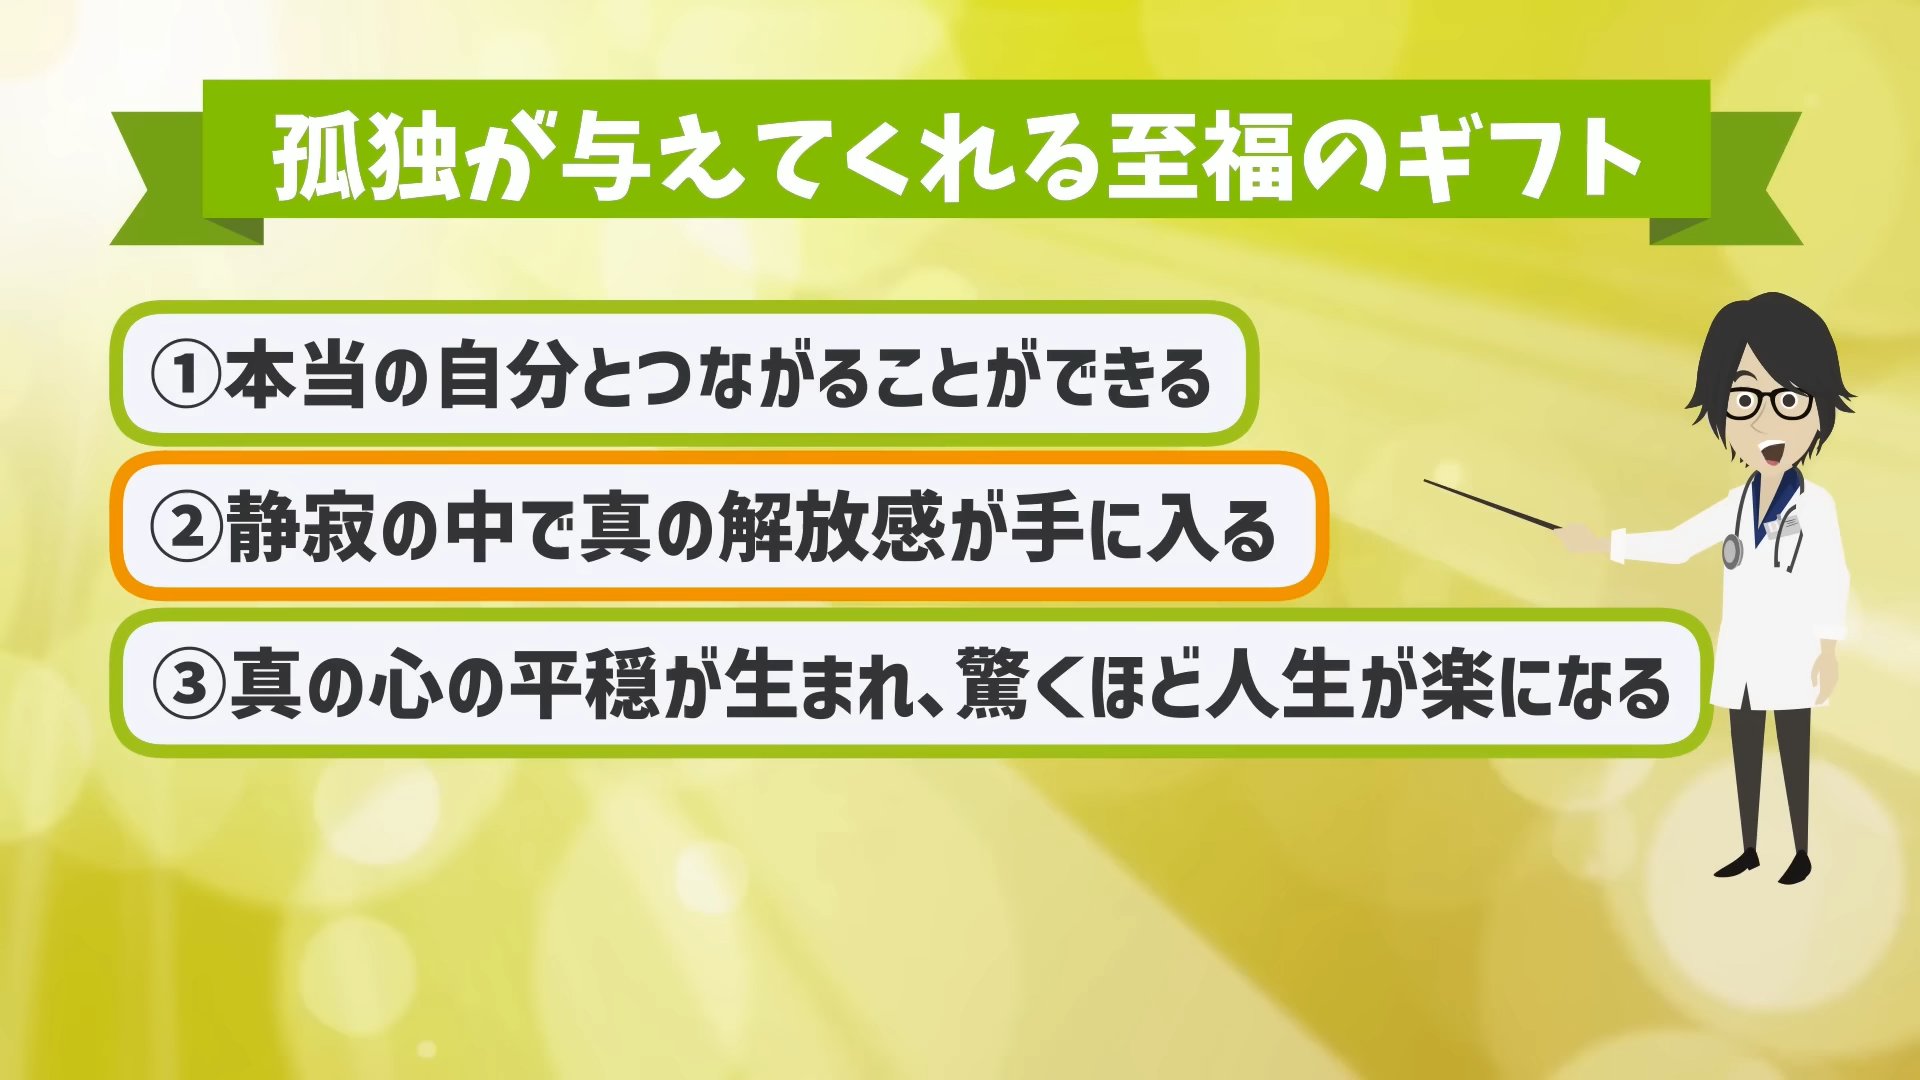 孤独が与えてくれる至福のギフト
①本当の自分とつながることができる
②静寂の中で真の解放感が手に入る
③真の心の平穏が生まれ、驚くほど人生が楽になる